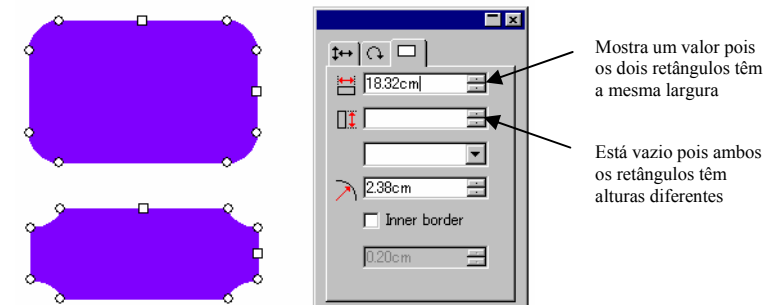 18.32cm
2.38cm
Inner border
0.20cm
Mostra um valor pois
os dois retângulos têm
a mesma largura
Está vazio pois ambos
os retângulos têm
alturas diferentes